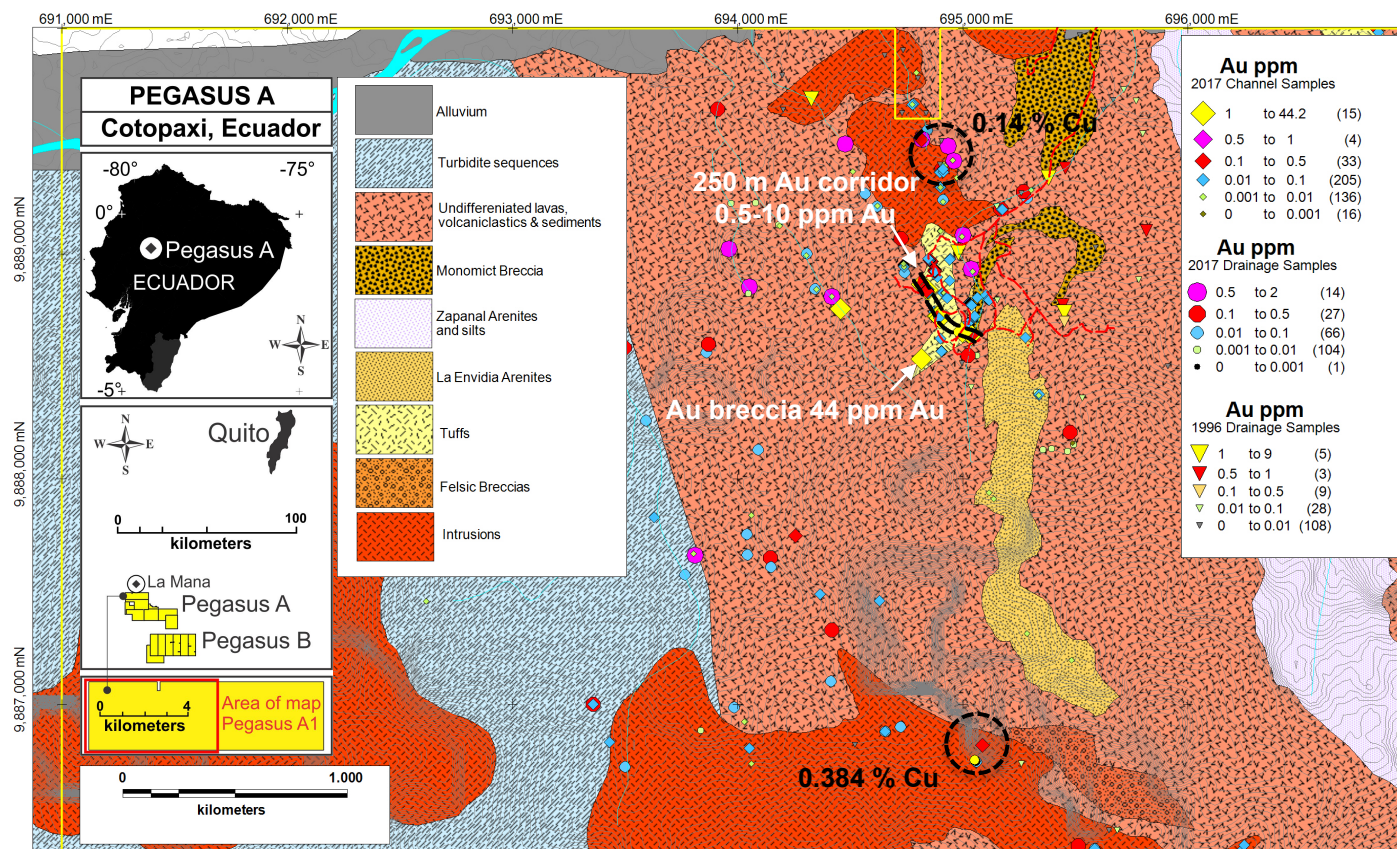 691,000 mE
692,000 mE
693,000 mE
694,000 mE
695,000 mE
696,000 mE
9,889,000 mN
9,888,000 mN
9,887,000 mN
PEGASUS A
Cotopaxi, Ecuador
-80°
-75°
0°
Pegasus A
ECUADOR
-5°
N
W
E
S
N
W
E
S
Quito
0
100
kilometers
La Mana
Pegasus A
Pegasus B
0
4
kilometers
Area of map
Pegasus A1
0
1.000
kilometers
Alluvium
Turbidite sequences
Undiffereniated lavas,
volcaniclastics & sediments
Monomict Breccia
Zapanal Arenites
and silts
La Envidia Arenites
Tuffs
Felsic Breccias
Intrusions
0.14 % Cu
250 m Au corridor
0.5-10 ppm Au
Au breccia 44 ppm Au
0.384 % Cu
Au ppm
2017 Channel Samples
1 to 44.2 (15)
0.5 to 1 (4)
0.1 to 0.5 (33)
0.01 to 0.1 (205)
0.001 to 0.01 (136)
0 to 0.001 (16)
Au ppm
2017 Drainage Samples
0.5 to 2 (14)
0.1 to 0.5 (27)
0.01 to 0.1 (66)
0.001 to 0.01 (104)
0 to 0.001 (1)
Au ppm
1996 Drainage Samples
1 to 9 (5)
0.5 to 1 (3)
0.1 to 0.5 (9)
0.01 to 0.1 (28)
0 to 0.01 (108)